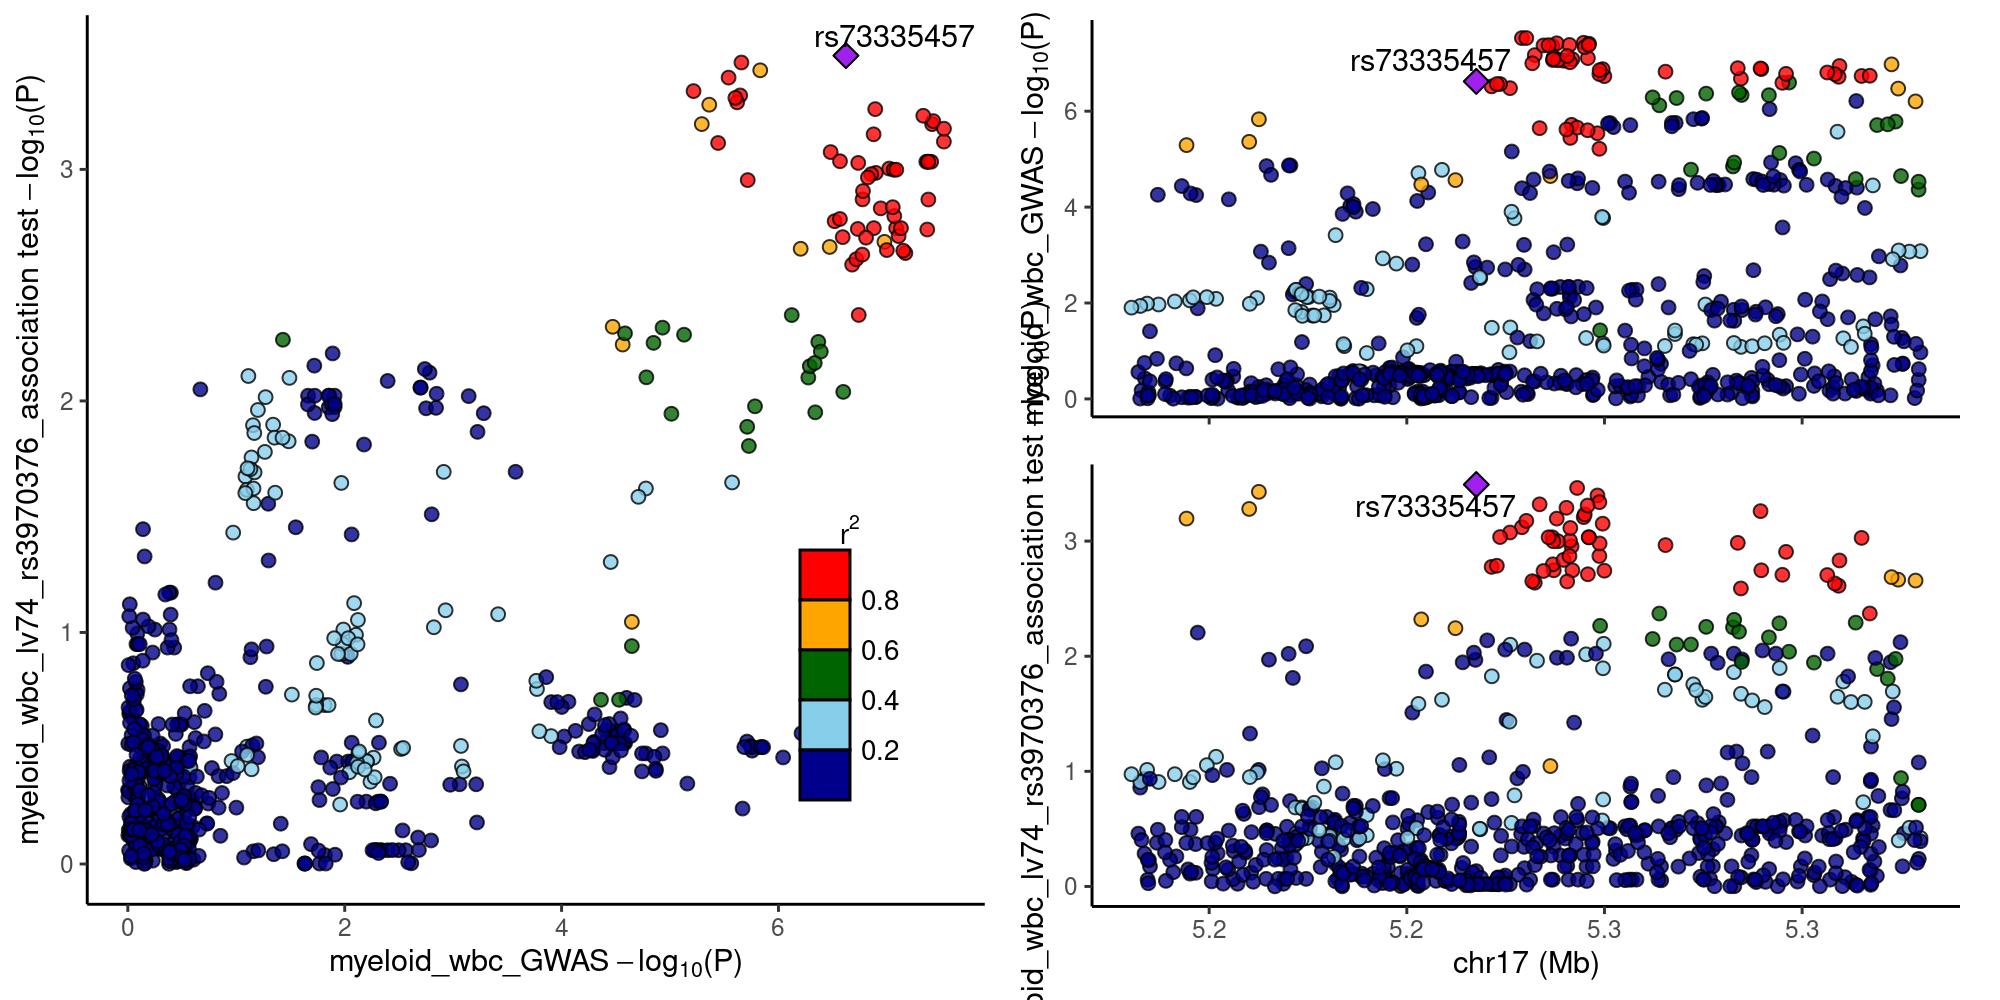 rs73335457
myeloid_wbc_lv74_rs3970376_association test −log10(P)
3
2
1
0
r2
0.8
0.6
0.4
0.2
0
2
4
6
myeloid_wbc_GWAS −log10(P)
rs73335457
myeloid_wbc_GWAS −log10(P)
6
4
2
0
rs73335457
oid_wbc_lv74_rs3970376_association test −log10(P)
3
2
1
0
5.2
5.2
5.3
5.3
chr17 (Mb)